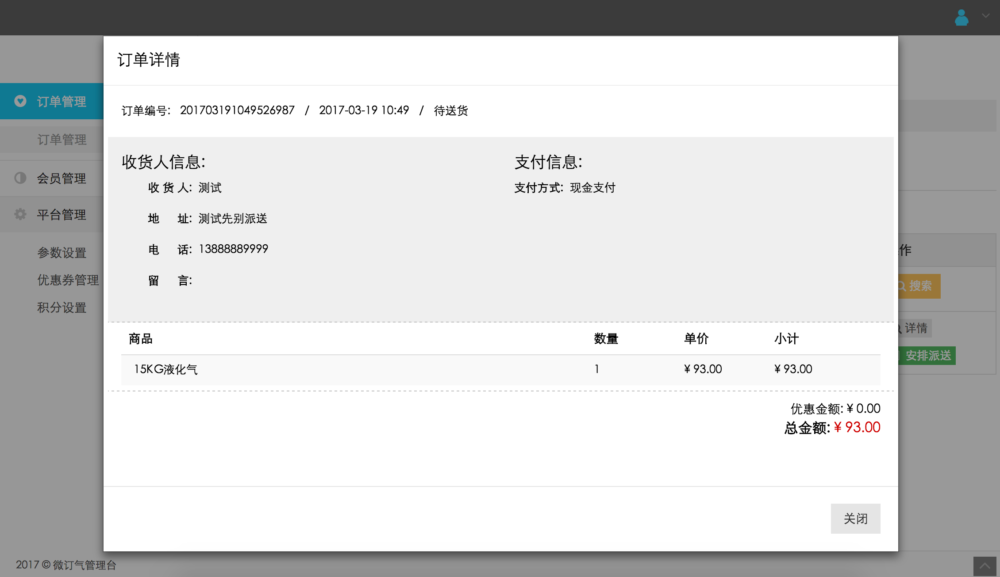 订单详情
订单管理
订单编号: 201703191049526987 / 2017-03-19 10:49 / 待送货
订单管理
收货人信息: 支付信息:
会员管理
收 货 人: 测试 支付方式: 现金支付
平台管理
地 址: 测试先别派送
电 话: 13888889999
作
参数设置
留 言:
优惠券管理
搜索
积分设置
详情
商品 数量 单价 小计
安排派送
15KG液化气 1 ¥ 93.00 ¥ 93.00
优惠金额: ¥ 0.00
总金额: ¥ 93.00
关闭
2017 © 微订气管理台